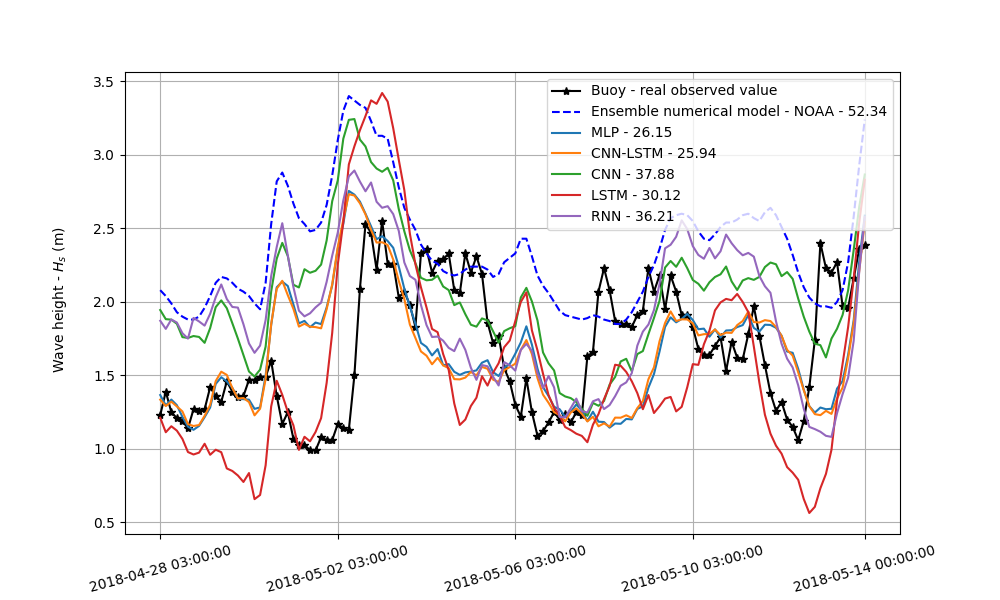 3.5
3.0
2.5
2.0
1.5
1.0
0.5
Wave height - Hₛ (m)
Buoy - real observed value
Ensemble numerical model - NOAA - 52.34
MLP - 26.15
CNN-LSTM - 25.94
CNN - 37.88
LSTM - 30.12
RNN - 36.21
2018-04-28 03:00:00
2018-05-02 03:00:00
2018-05-06 03:00:00
2018-05-10 03:00:00
2018-05-14 00:00:00